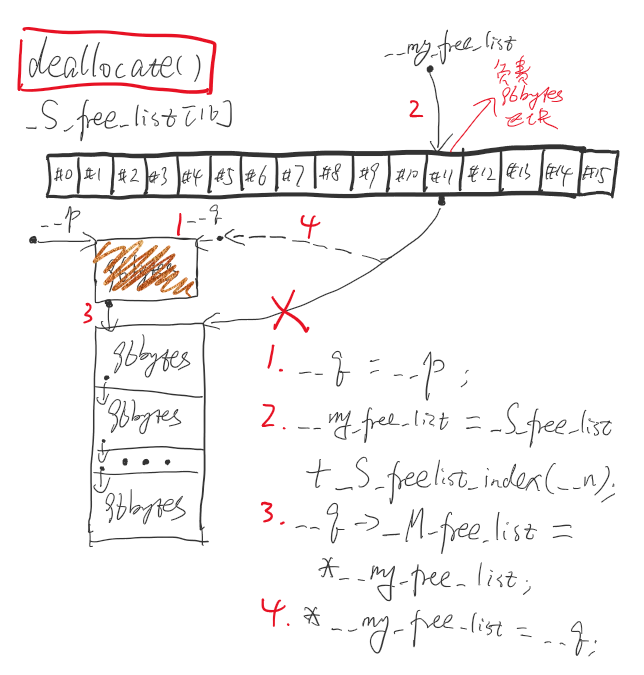 deallocate()
_S_free_list[16]
__my_free_list
负责
96bytes
区块
2
#0 #1 #2 #3 #4 #5 #6 #7 #8 #9 #10 #11 #12 #13 #14 #15
__p
1
__q
4
3
96bytes
96bytes
96bytes
1. __q = __p;
2. __my_free_list = _S_free_list
+ _S_freelist_index(__n);
3. __q -> _M_free_list =
*__my_free_list;
4. *__my_free_list = __q;